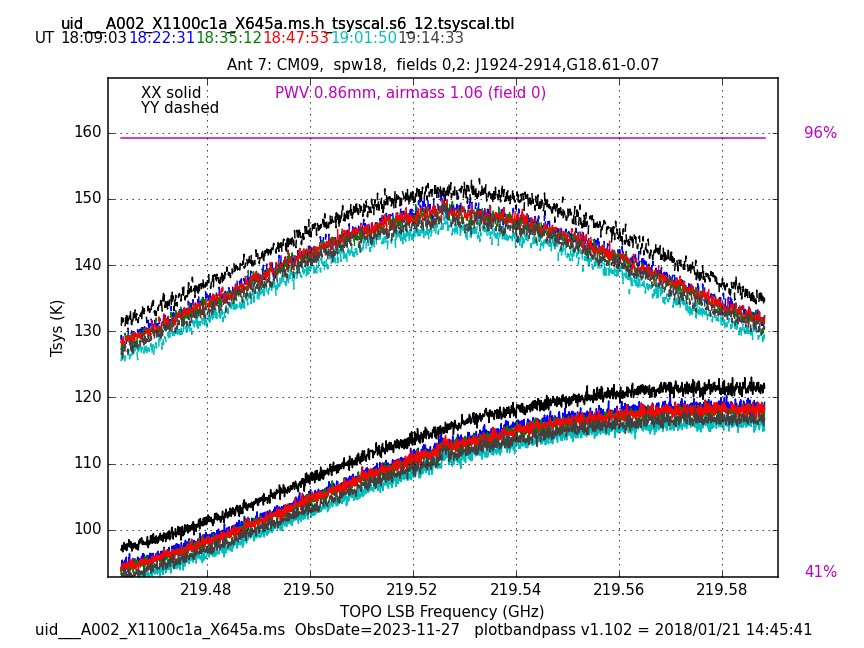 uid___A002_X1100c1a_X645a.ms.h_tsyscal.s6_12.tsyscal.tbl
UT 18:09:03 18:22:31 18:35:12 18:47:53 19:01:50 19:14:33
Ant 7: CM09,  spw18,  fields 0,2: J1924-2914,G18.61-0.07
XX solid
PWV 0.86mm, airmass 1.06 (field 0)
YY dashed
96%
160
150
140
130
120
110
100
Tsys (K)
41%
219.48 219.50 219.52 219.54 219.56 219.58
TOPO LSB Frequency (GHz)
uid___A002_X1100c1a_X645a.ms  ObsDate=2023-11-27   plotbandpass v1.102 = 2018/01/21 14:45:41